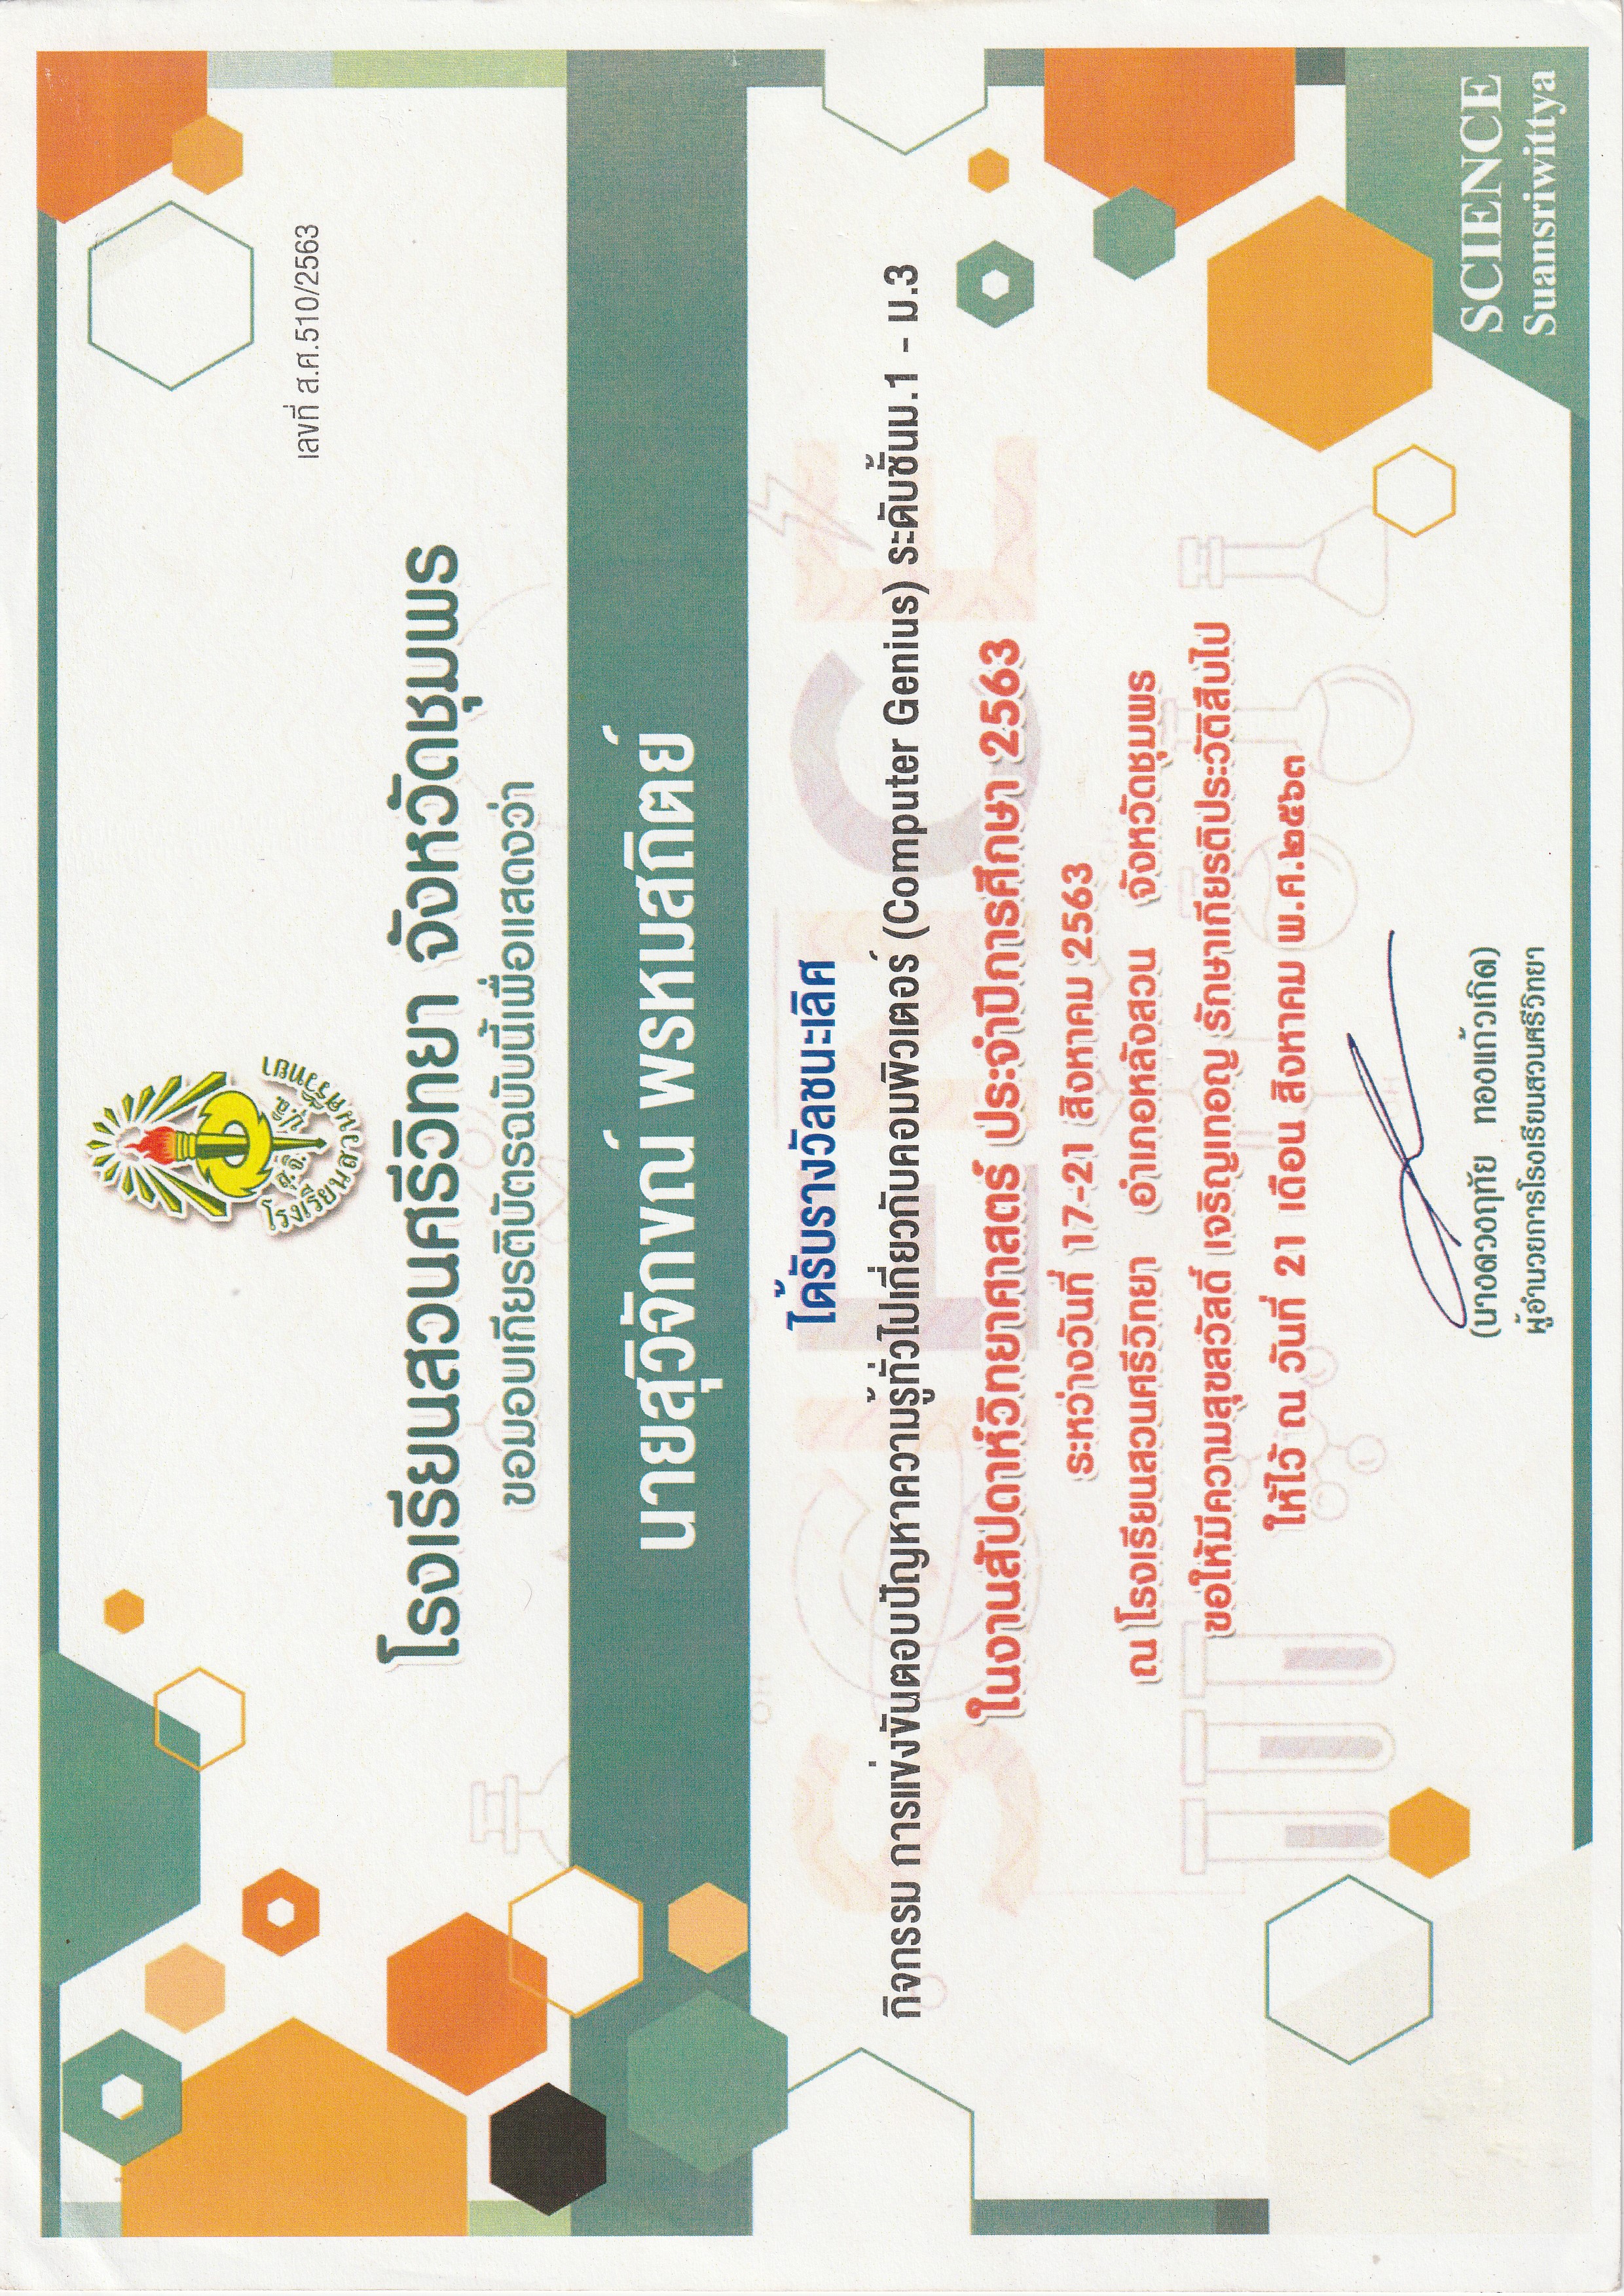 สุ.จิ. ปุ.ลิ.
โรงเรียนสวนศรีวิทยา
เลขที่ ส.ศ.510/2563
โรงเรียนสวนศรีวิทยา จังหวัดชุมพร
ขอมอบเกียรติบัตรฉบับนี้เพื่อแสดงว่า
นายสุวิจักขณ์ พรหมสถิตย์
SCIENCE
ได้รับรางวัลชนะเลิศ
กิจกรรม การแข่งขันตอบปัญหาความรู้ทั่วไปเกี่ยวกับคอมพิวเตอร์ (Computer Genius) ระดับชั้นม.1 - ม.3
ในงานสัปดาห์วิทยาศาสตร์ ประจำปีการศึกษา 2563
ระหว่างวันที่ 17-21 สิงหาคม 2563
ณ โรงเรียนสวนศรีวิทยา อำเภอหลังสวน จังหวัดชุมพร
ขอให้มีความสุขสวัสดิ์ เจริญเทอญ รักษาเกียรติประวัติสืบไป
ให้ไว้ ณ วันที่ 21 เดือน สิงหาคม พ.ศ.๒๕๖๓
(นางดวงฤทัย ทองแก้วเกิด)
ผู้อำนวยการโรงเรียนสวนศรีวิทยา
SCIENCE
Suansriwittya